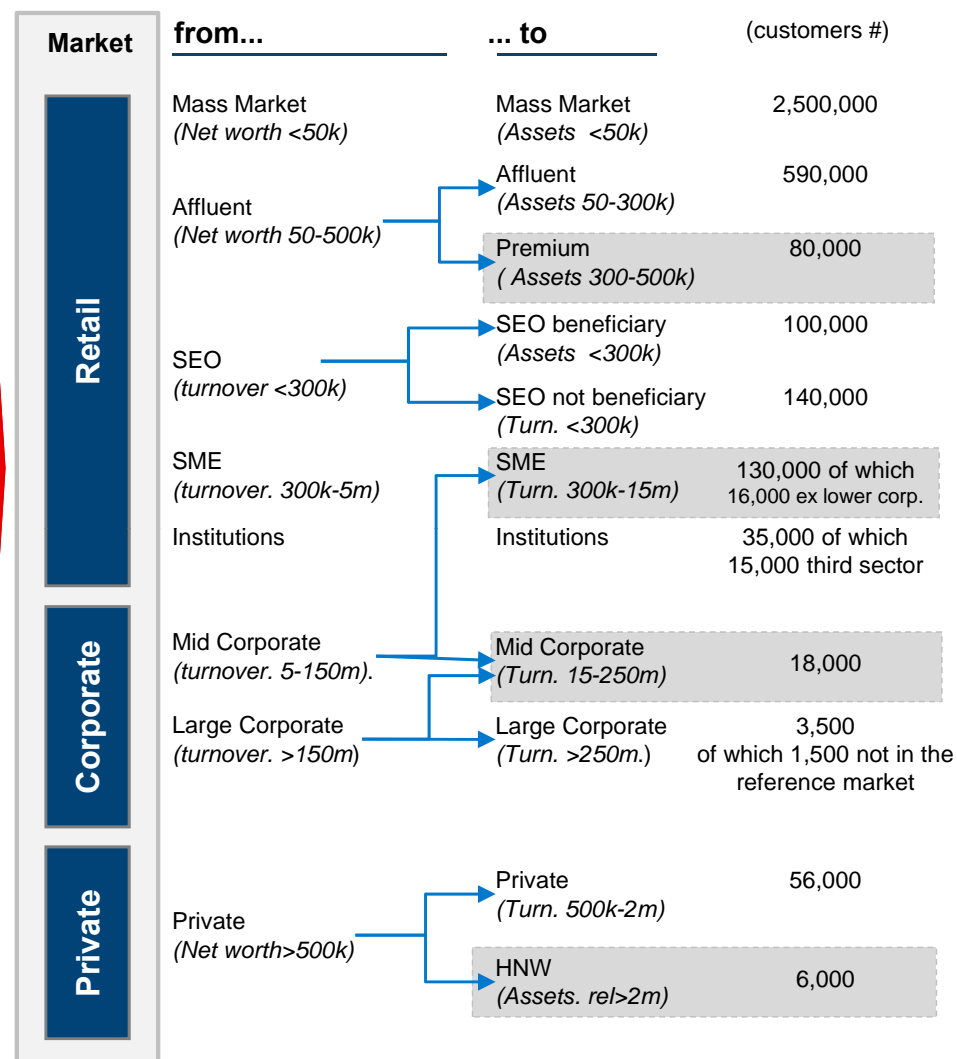 Market
from...
... to
(customers #)
Retail
Mass Market
(Net worth <50k)
Mass Market
(Assets <50k)
2,500,000
Affluent
(Net worth 50-500k)
Affluent
(Assets 50-300k)
590,000
Premium
( Assets 300-500k)
80,000
SEO
(turnover <300k)
SEO beneficiary
(Assets <300k)
100,000
SEO not beneficiary
(Turn. <300k)
140,000
SME
(turnover. 300k-5m)
SME
(Turn. 300k-15m)
130,000 of which
16,000 ex lower corp.
Institutions
Institutions
35,000 of which
15,000 third sector
Corporate
Mid Corporate
(turnover. 5-150m).
Mid Corporate
(Turn. 15-250m)
18,000
Large Corporate
(turnover. >150m)
Large Corporate
(Turn. >250m.)
3,500
of which 1,500 not in the
reference market
Private
Private
(Net worth>500k)
Private
(Turn. 500k-2m)
56,000
HNW
(Assets. rel>2m)
6,000